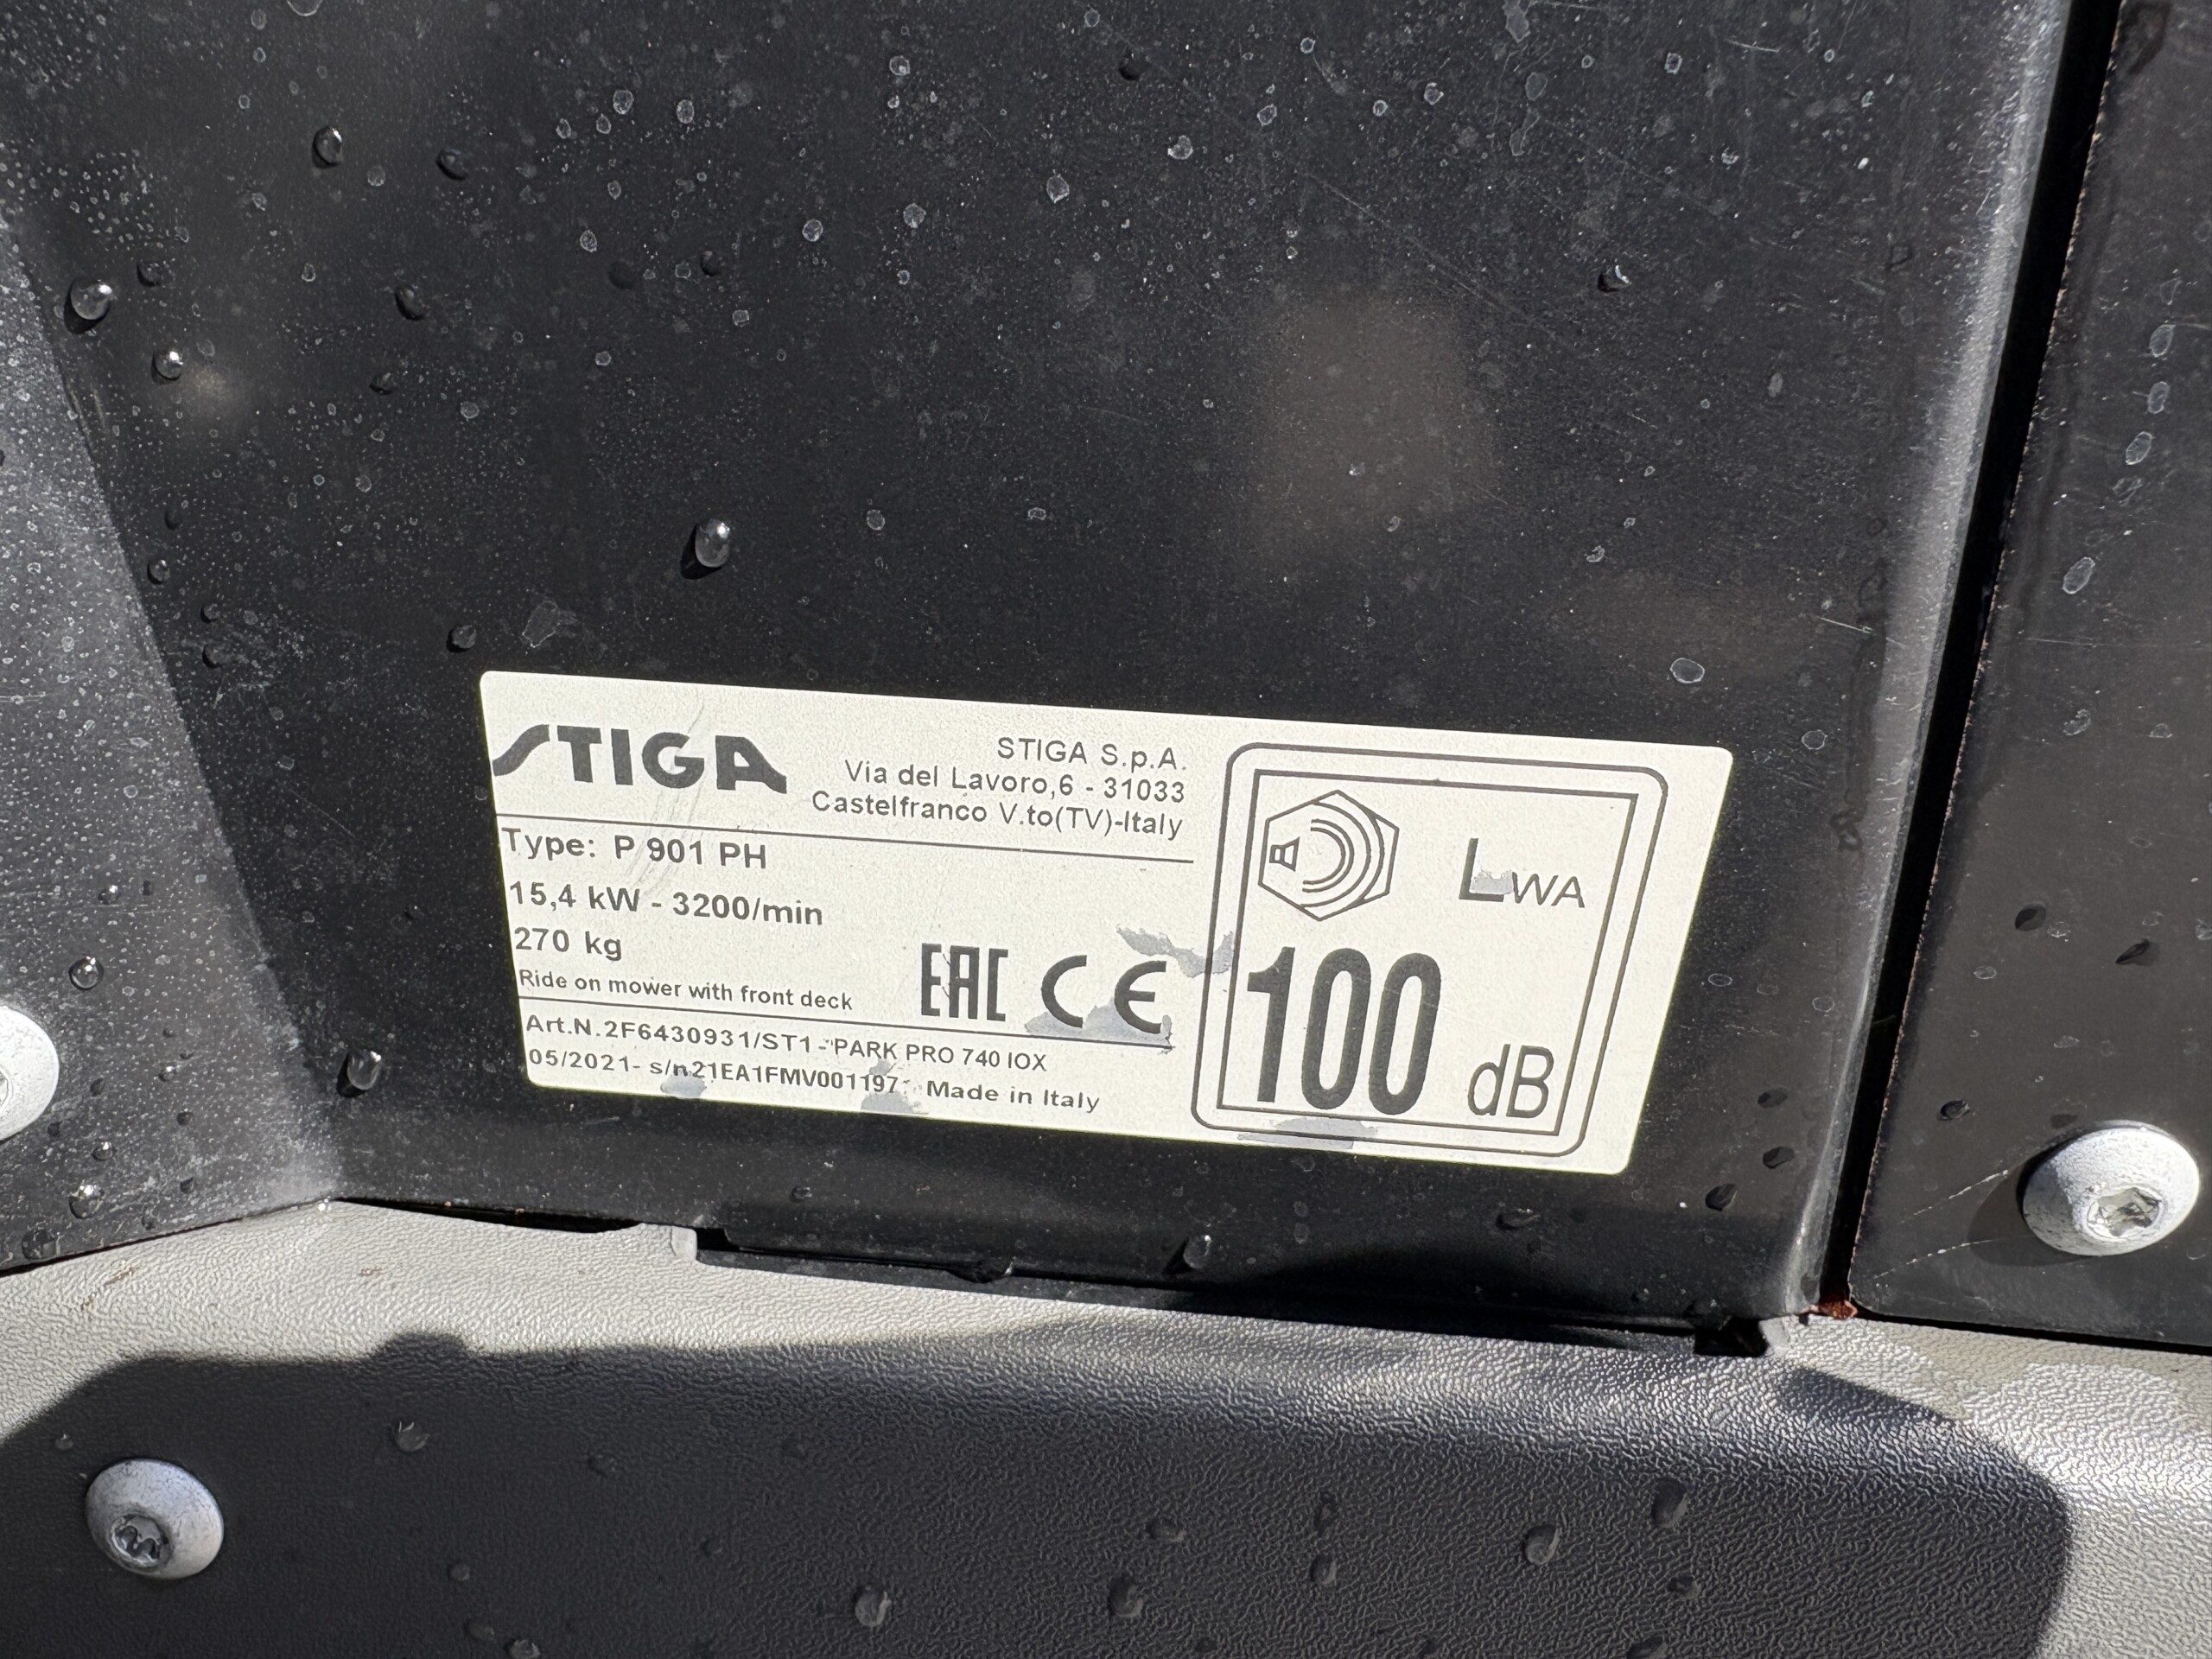 STIGA
STIGA S.p.A.
Via del Lavoro,6 - 31033
Castelfranco V.to(TV)-Italy
Type: P 901 PH
15,4 kW - 3200/min
270 kg
Ride on mower with front deck
EAC CE
Art.N.2F6430931/ST1 - PARK PRO 740 IOX
05/2021- s/n21EA1FMV001197- Made in Italy
LWA
100 dB